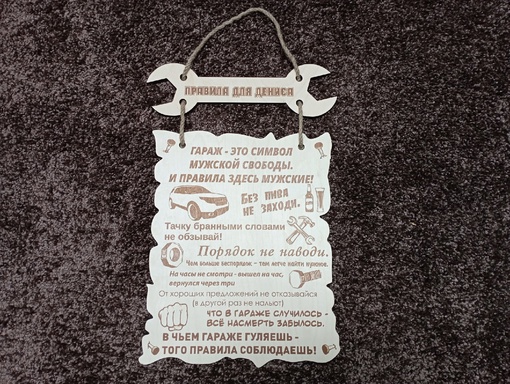 ПРАВИЛА ДЛЯ ДЕНИСА
ГАРАЖ - ЭТО СИМВОЛ
МУЖСКОЙ СВОБОДЫ.
И ПРАВИЛА ЗДЕСЬ МУЖСКИЕ!
БЕЗ ПИВА
НЕ ЗАХОДИ.
Тачку бранными словами
не обзывай!
Порядок не наводи.
Чем больше беспорядок - тем легче найти нужное.
На часы не смотри - вышел на час,
вернулся через три
От хороших предложений не отказывайся
(в другой раз не нальют)
ЧТО В ГАРАЖЕ СЛУЧИЛОСЬ -
ВСЁ НАСМЕРТЬ ЗАБЫЛОСЬ.
В ЧЬЕМ ГАРАЖЕ ГУЛЯЕШЬ -
ТОГО ПРАВИЛА СОБЛЮДАЕШЬ!